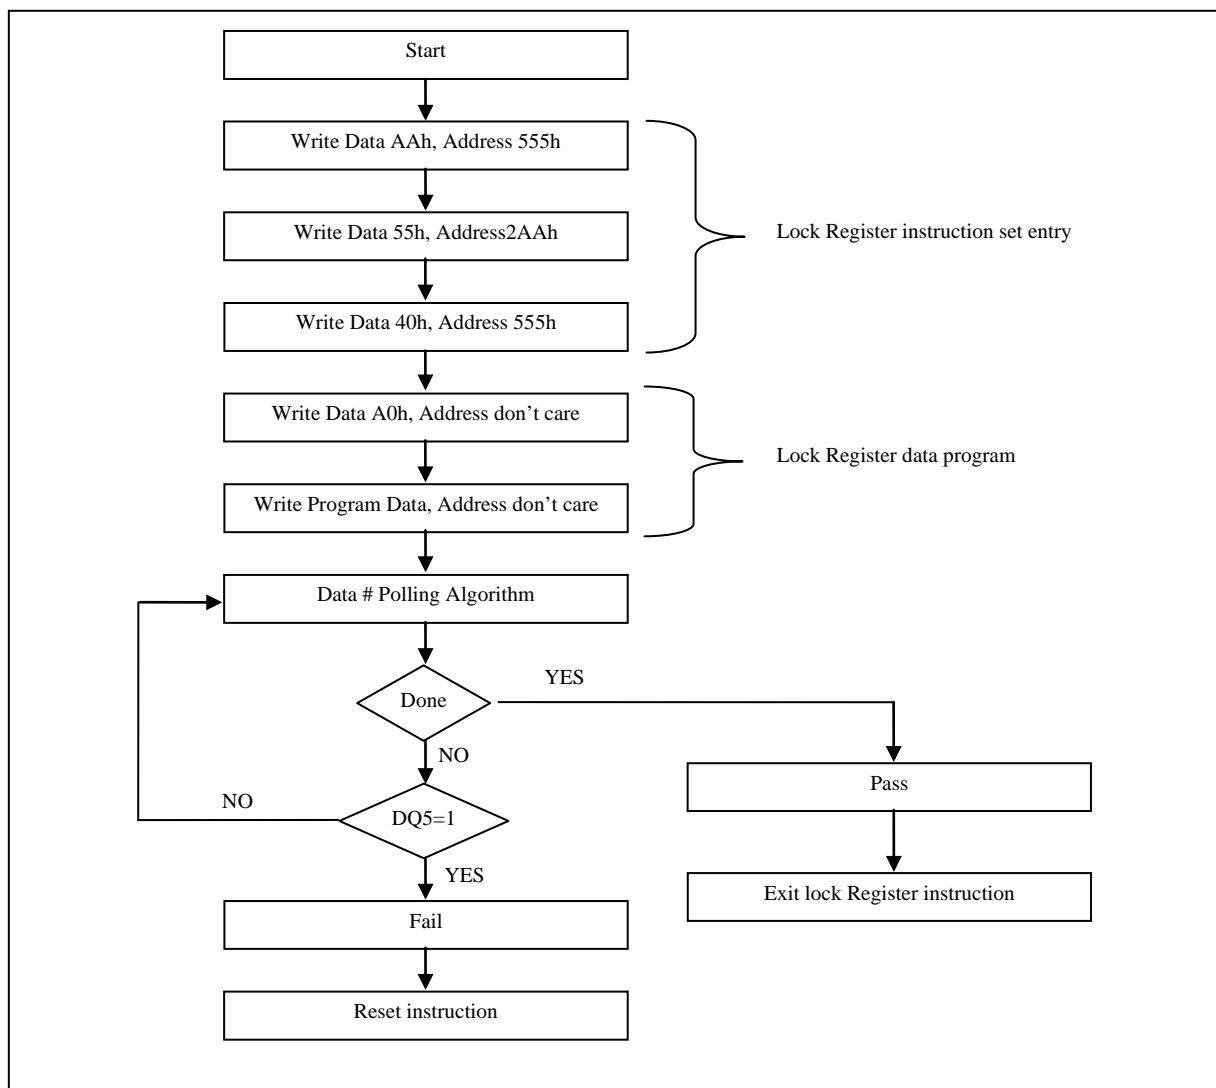 Start
Write Data AAh, Address 555h
Write Data 55h, Address2AAh
Lock Register instruction set entry
Write Data 40h, Address 555h
Write Data A0h, Address don’t care
Lock Register data program
Write Program Data, Address don’t care
Data # Polling Algorithm
YES
Done
NO
Pass
NO
DQ5=1
YES
Exit lock Register instruction
Fail
Reset instruction